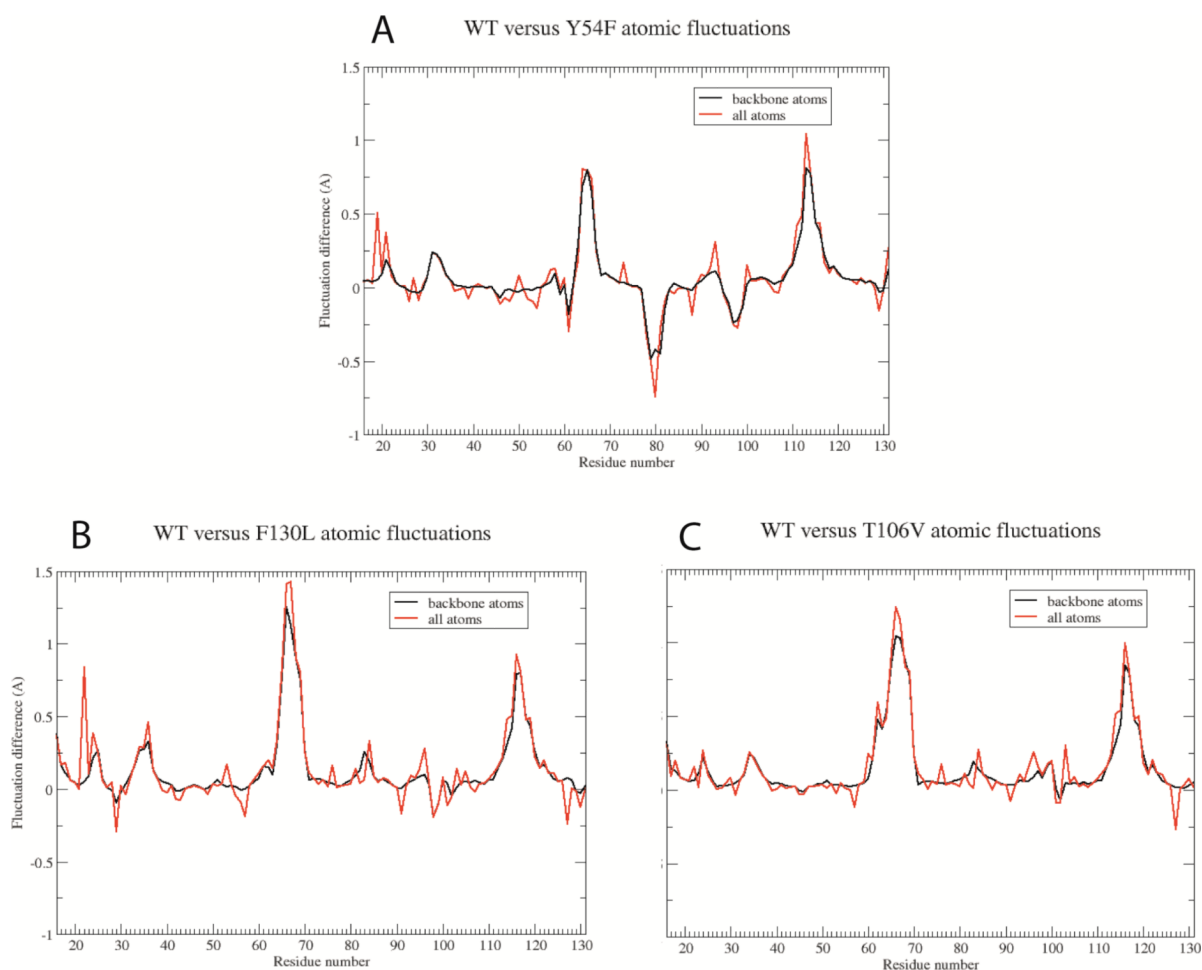 A
WT versus Y54F atomic fluctuations
1.5
1
0.5
0
-0.5
-1
Fluctuation difference (A)
backbone atoms
all atoms
20 30 40 50 60 70 80 90 100 110 120 130
Residue number
B
WT versus F130L atomic fluctuations
1.5
1
0.5
0
-0.5
-1
Fluctuation difference (A)
backbone atoms
all atoms
20 30 40 50 60 70 80 90 100 110 120 130
Residue number
C
WT versus T106V atomic fluctuations
backbone atoms
all atoms
20 30 40 50 60 70 80 90 100 110 120 130
Residue number